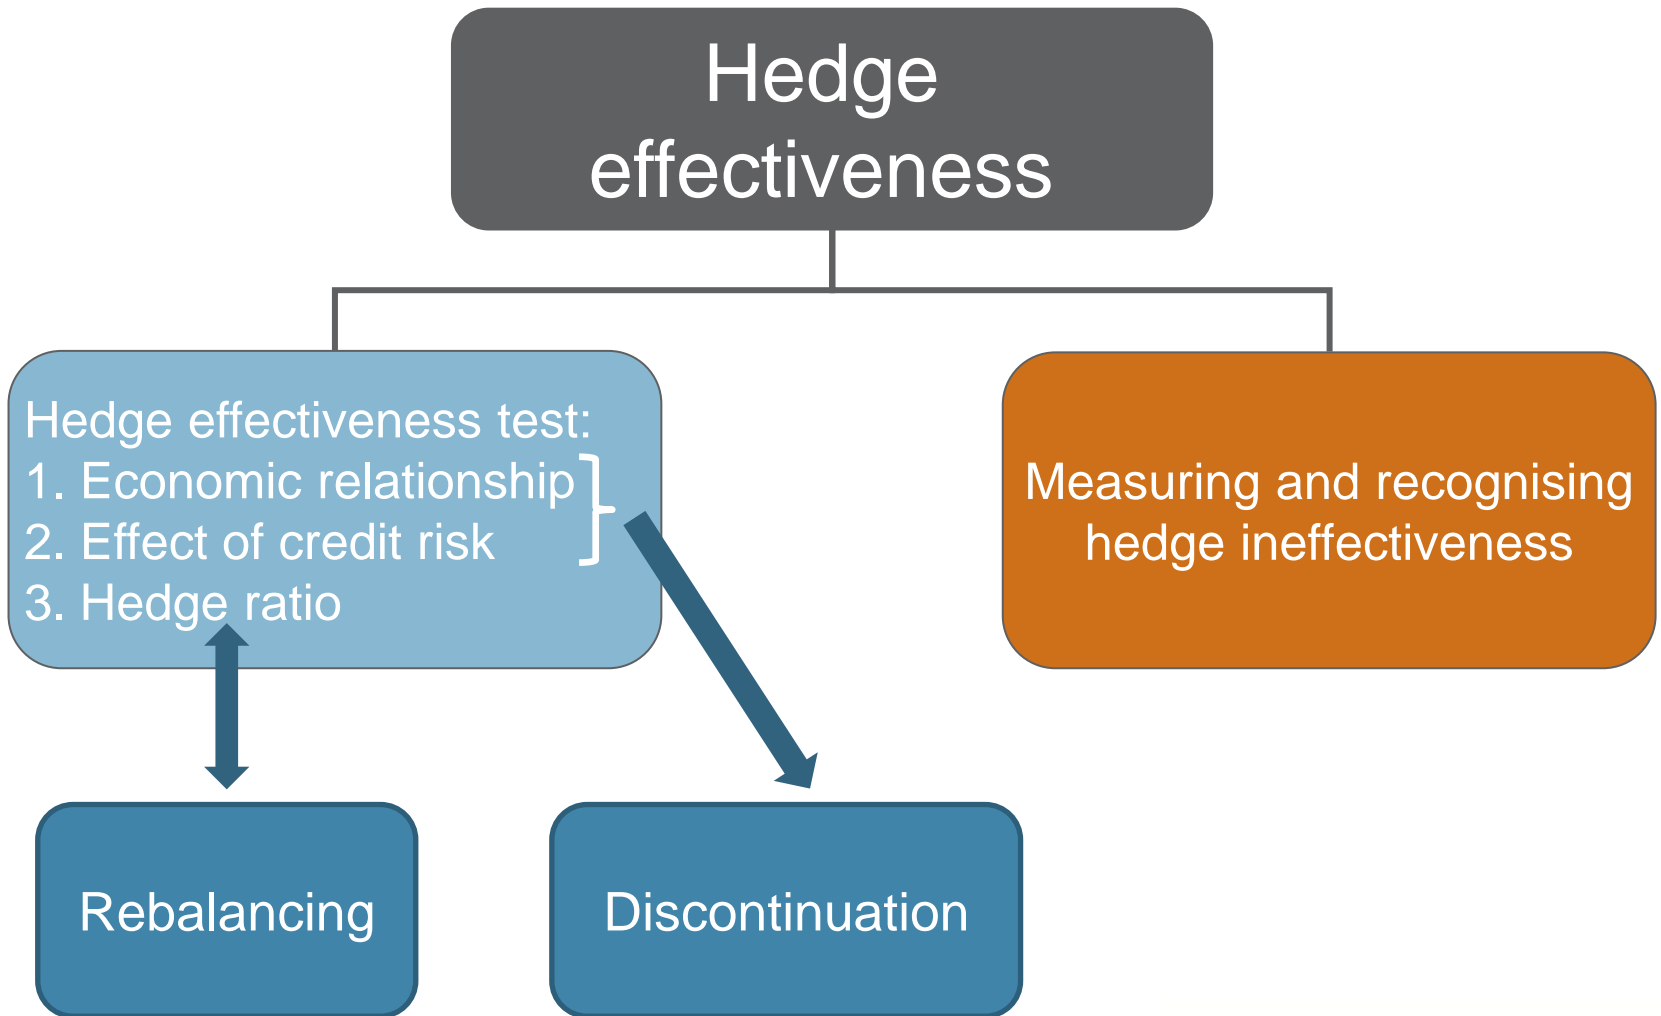 Hedge
effectiveness
Hedge effectiveness test:
1. Economic relationship
2. Effect of credit risk
3. Hedge ratio
Measuring and recognising
hedge ineffectiveness
Rebalancing
Discontinuation